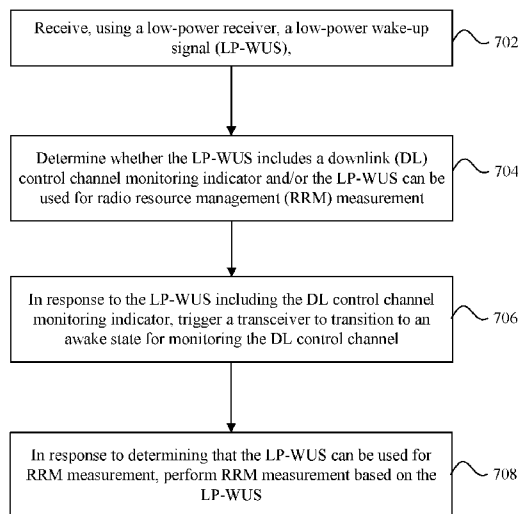 Receive, using a low-power receiver, a low-power wake-up
signal (LP-WUS),
702
Determine whether the LP-WUS includes a downlink (DL)
control channel monitoring indicator and/or the LP-WUS can be
used for radio resource management (RRM) measurement
704
In response to the LP-WUS including the DL control channel
monitoring indicator, trigger a transceiver to transition to an
awake state for monitoring the DL control channel
706
In response to determining that the LP-WUS can be used for
RRM measurement, perform RRM measurement based on the
LP-WUS
708